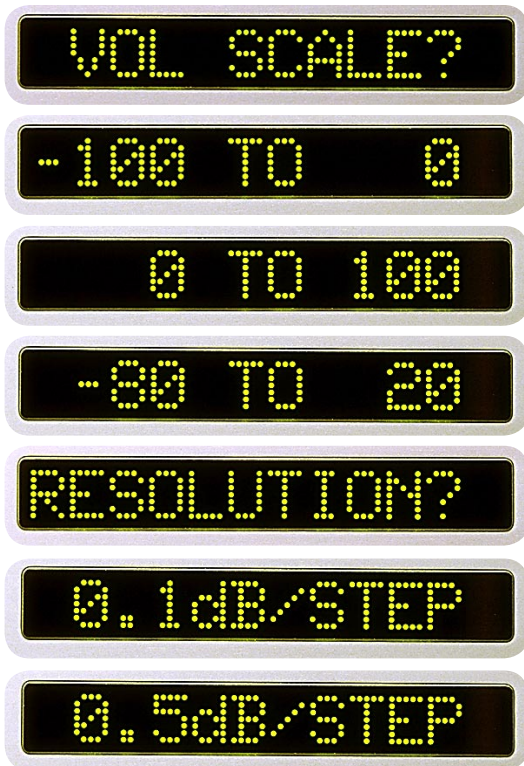 VOL SCALE?
-100 TO 0
0 TO 100
-80 TO 20
RESOLUTION?
0.1dB/STEP
0.5dB/STEP